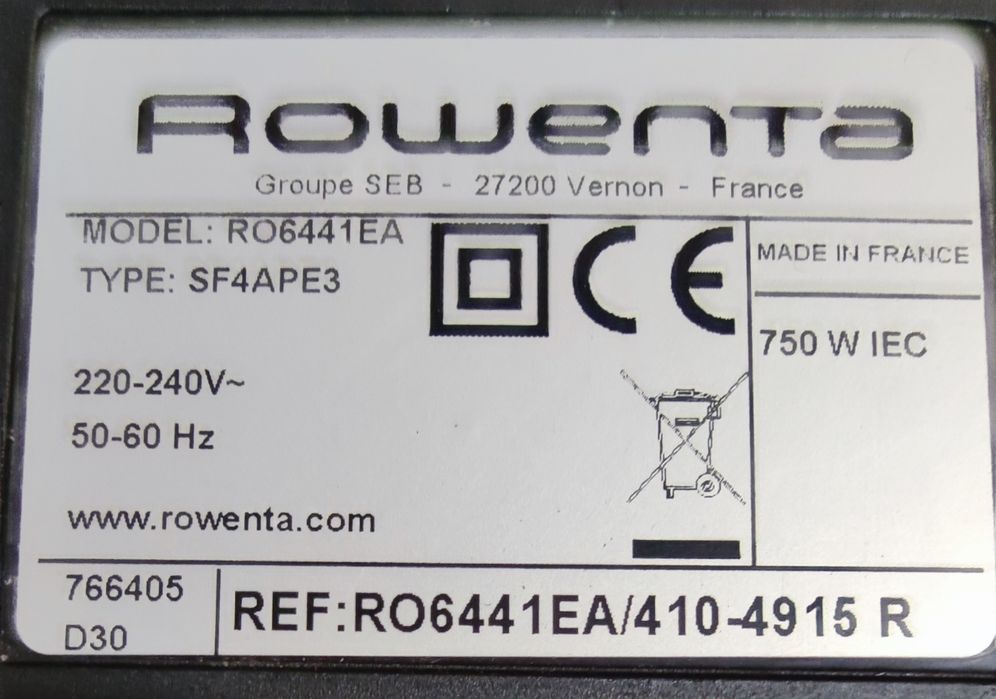 Rowenta
Groupe SEB - 27200 Vernon - France
MODEL: RO6441EA
TYPE: SF4APE3
CE
MADE IN FRANCE
750 W IEC
220-240V~
50-60 Hz
www.rowenta.com
766405
D30
REF:RO6441EA/410-4915 R